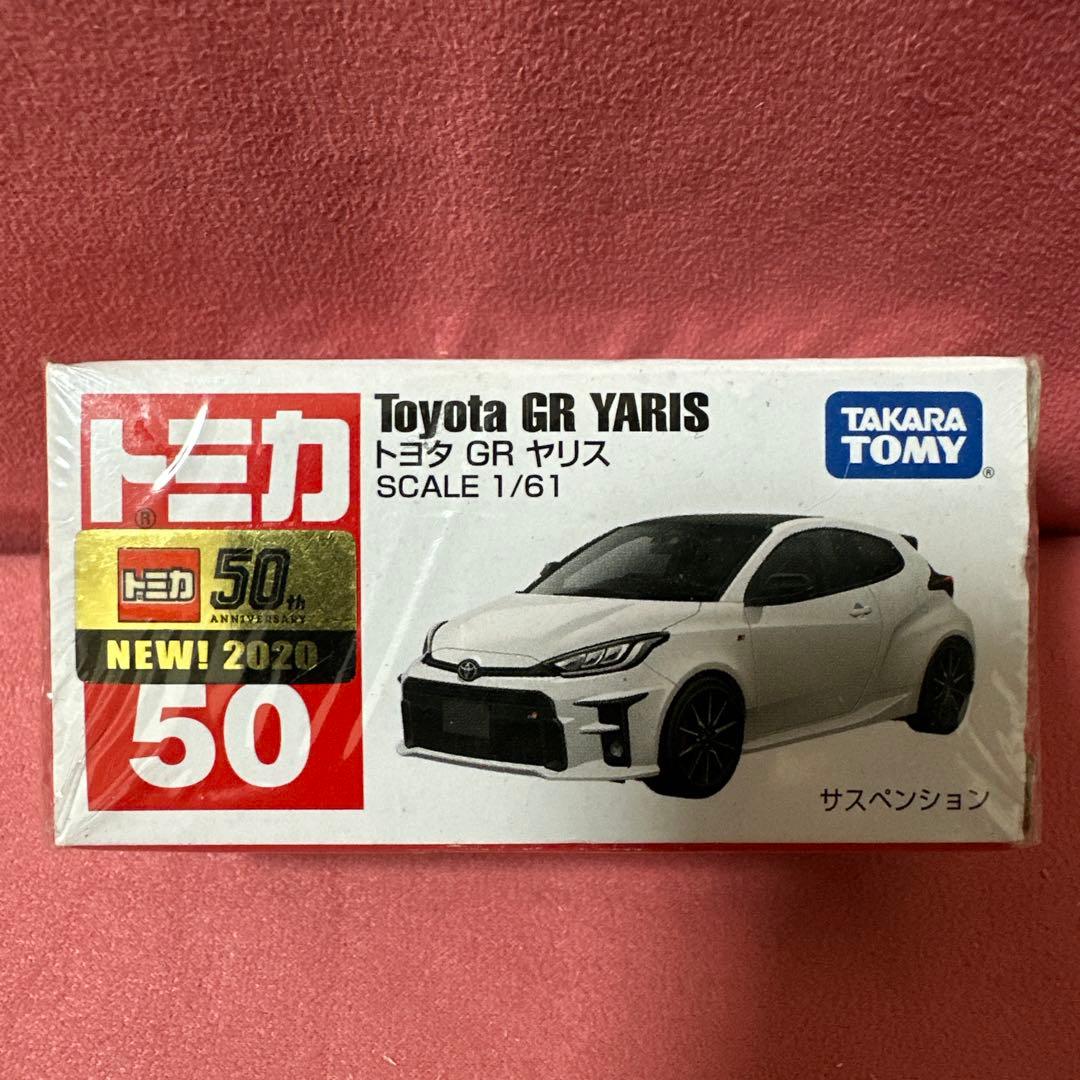 トミカ
®
トミカ 50th
ANNIVERSARY
NEW! 2020
50
Toyota GR YARIS
トヨタ GR ヤリス
SCALE 1/61
TAKARA
TOMY
®
サスペンション